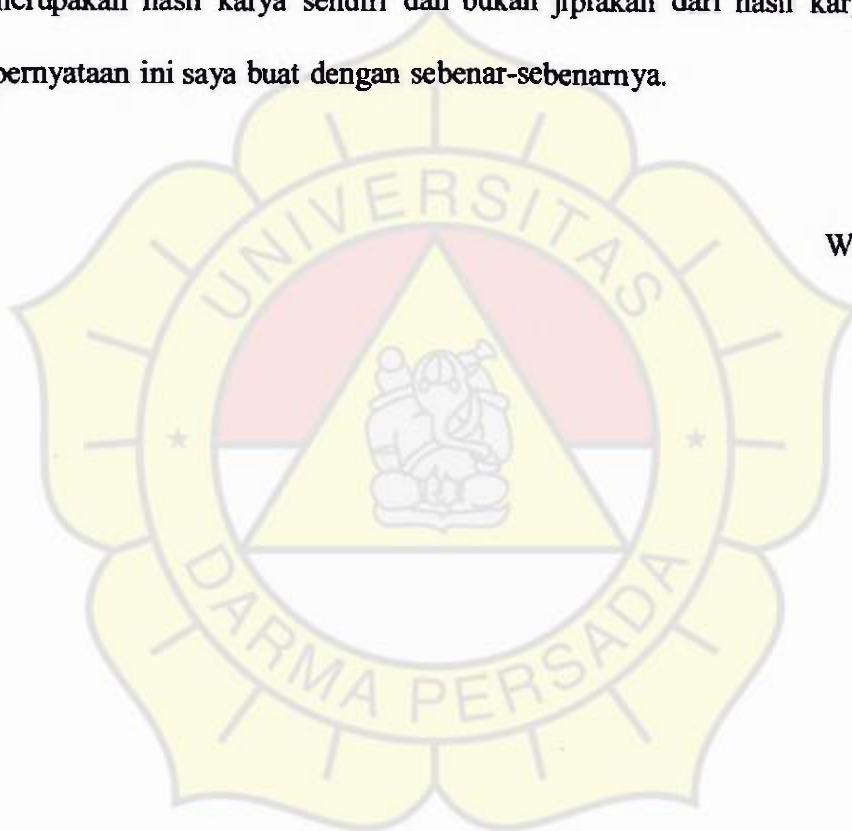 merupakan hasil karya sendiri dan bukan jiplakan dari hasil
pernyataan ini saya buat dengan sebenar-sebenarnya.
UNIVERSITAS
DARMA PERSADA